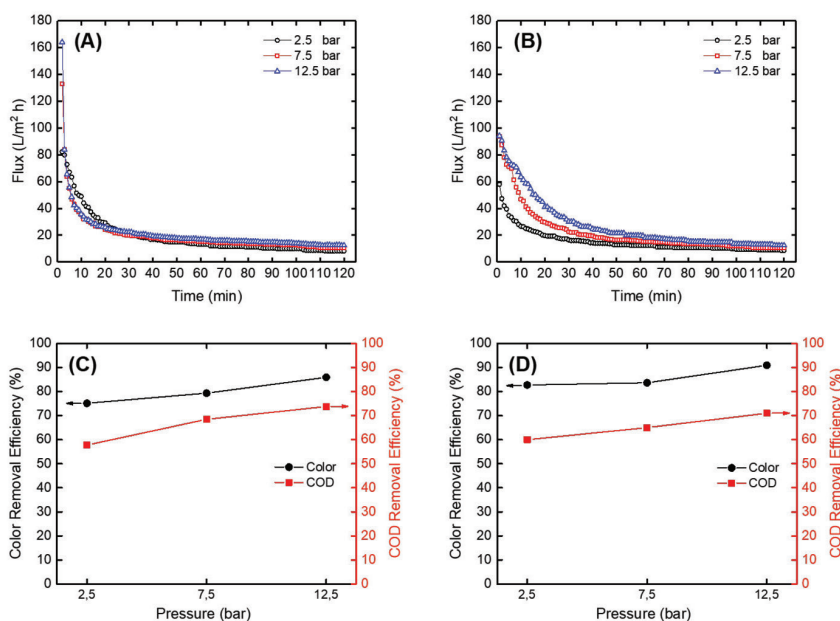 (A)
2.5 bar
7.5 bar
12.5 bar
180
160
140
120
100
80
60
40
20
0
Flux (L/m² h)
0 10 20 30 40 50 60 70 80 90 100 110 120
Time (min)
(B)
2.5 bar
7.5 bar
12.5 bar
180
160
140
120
100
80
60
40
20
0
Flux (L/m² h)
0 10 20 30 40 50 60 70 80 90 100 110 120
Time (min)
(C)
100
90
80
70
60
50
40
30
20
10
0
Color Removal Efficiency (%)
Color
COD
100
90
80
70
60
50
40
30
20
10
0
COD Removal Efficiency (%)
2,5 7,5 12,5
Pressure (bar)
(D)
100
90
80
70
60
50
40
30
20
10
0
Color Removal Efficiency (%)
Color
COD
100
90
80
70
60
50
40
30
20
10
0
COD Removal Efficiency (%)
2,5 7,5 12,5
Pressure (bar)